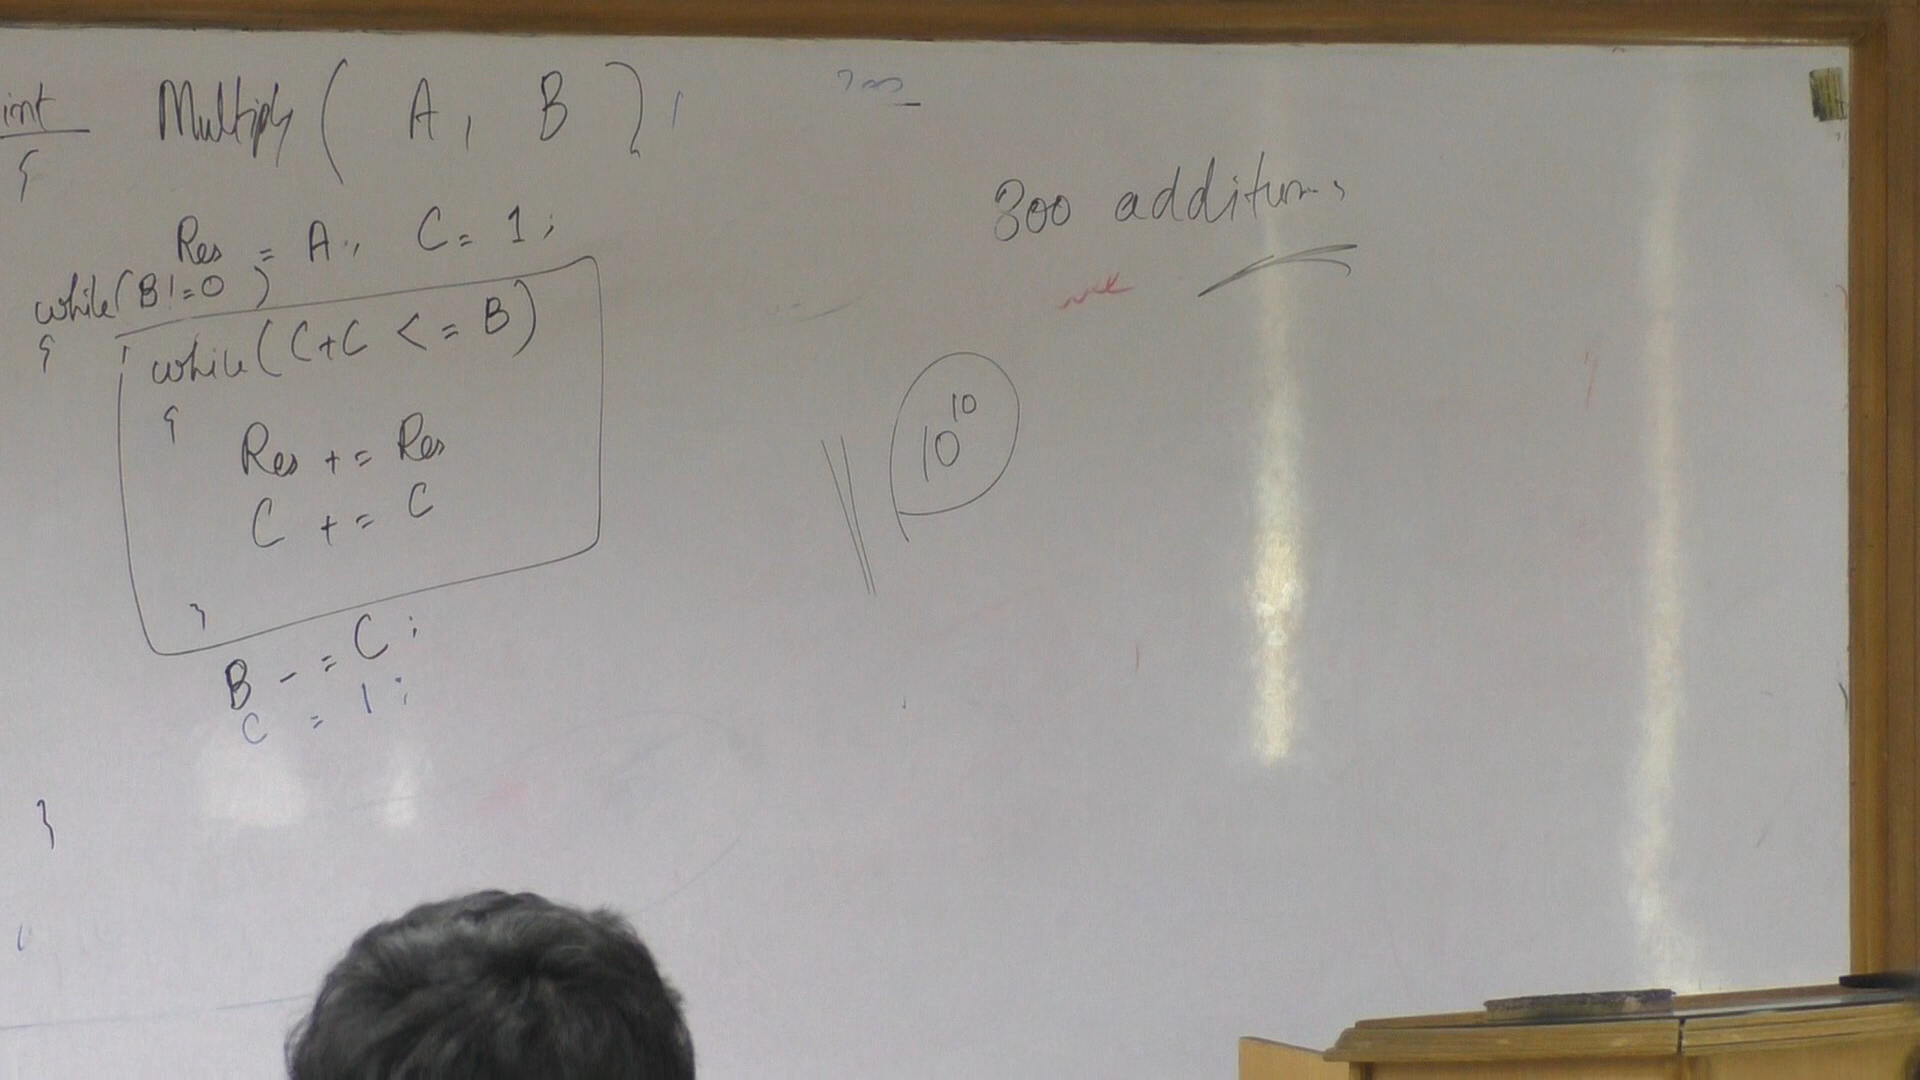 int Multiply ( A, B )
{
Res = A, C = 1;
while( B != 0 )
{
while( C+C <= B )
{
Res += Res
C += C
}
B -= C;
C = 1;
}
300 additions
10^10